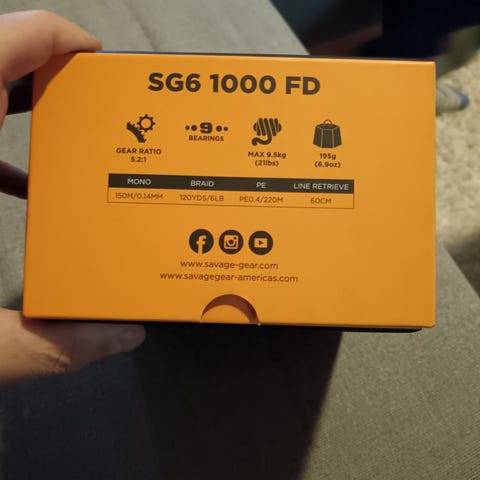 SG6 1000 FD
GEAR RATIO
5.2:1
9
BEARINGS
MAX 9.5kg
(21lbs)
195g
(6.9oz)
MONO BRAID PE LINE RETRIEVE
150M/0.14MM 120YDS/6LB PE0.4/220M 60CM
www.savage-gear.com
www.savagegear-americas.com